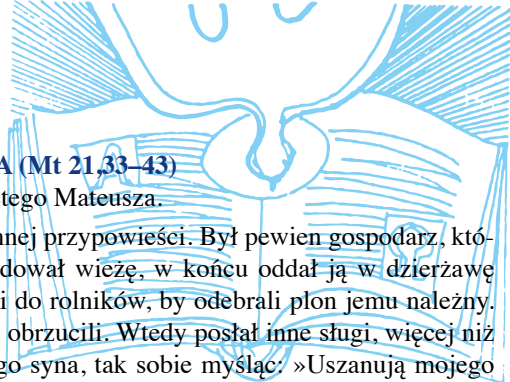 A (Mt 21,33–43)
tego Mateusza.
nnej przypowieści. Był pewien gospodarz, któ-
dował wieżę, w końcu oddał ją w dzierżawę
i do rolników, by odebrali plon jemu należny.
obrzucili. Wtedy posłał inne sługi, więcej niż
go syna, tak sobie myśląc: »Uszanują mojego